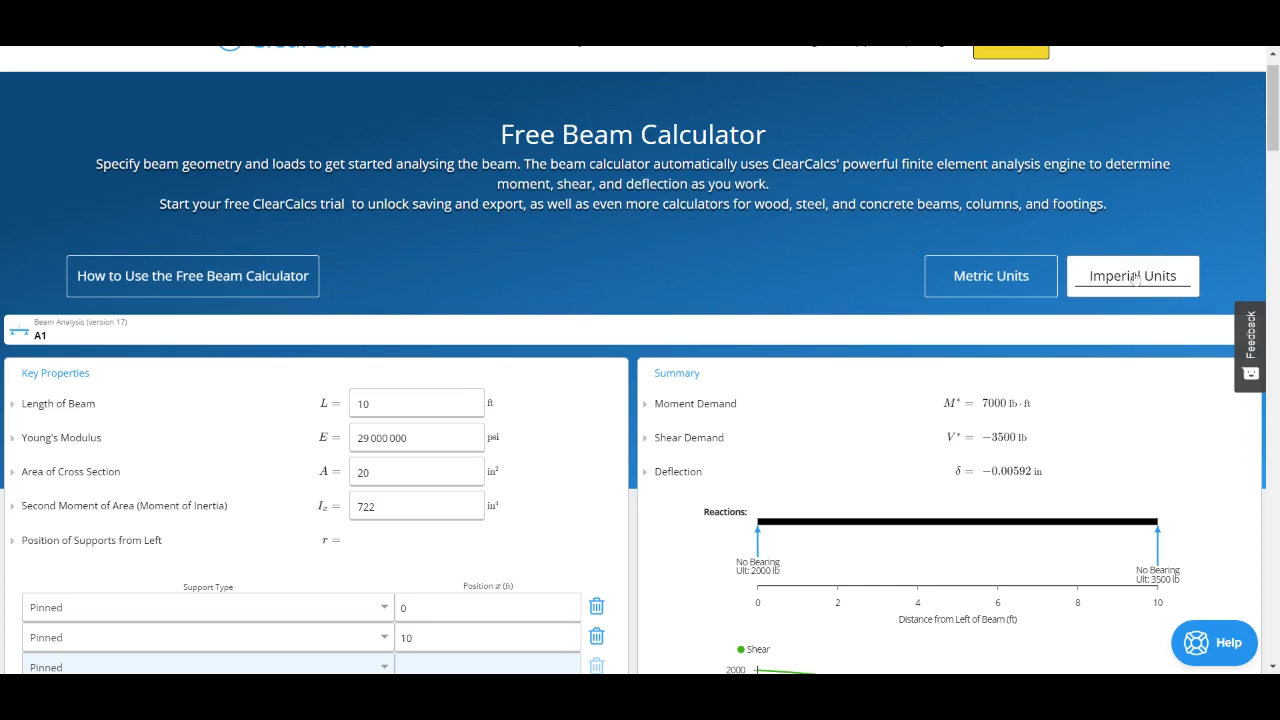 Free Beam Calculator
Specify beam geometry and loads to get started analysing the beam. The beam calculator automatically uses ClearCalcs' powerful finite element analysis engine to determine
moment, shear, and deflection as you work.
Start your free ClearCalcs trial to unlock saving and export, as well as even more calculators for wood, steel, and concrete beams, columns, and footings.
How to Use the Free Beam Calculator
Metric Units
Imperial Units
Beam Analysis (version 17)
A1
Feedback
Key Properties
Length of Beam L = 10 ft
Young's Modulus E = 29 000 000 psi
Area of Cross Section A = 20 in²
Second Moment of Area (Moment of Inertia) Iₓ = 722 in⁴
Position of Supports from Left r =
Support Type Position x (ft)
Pinned 0
Pinned 10
Pinned
Summary
Moment Demand M* = 7000 lb · ft
Shear Demand V* = −3500 lb
Deflection δ = −0.00592 in
Reactions:
No Bearing
Ult: 2000 lb
No Bearing
Ult: 3500 lb
0 2 4 6 8 10
Distance from Left of Beam (ft)
Shear
2000
Help